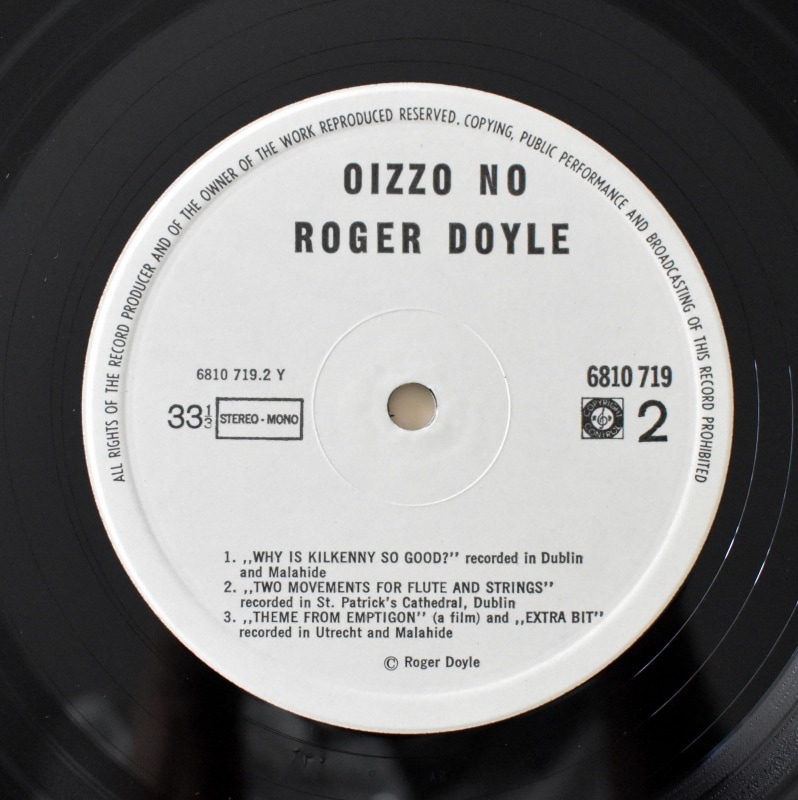 ALL RIGHTS OF THE RECORD PRODUCER AND OF THE OWNER OF THE WORK REPRODUCED RESERVED. COPYING, PUBLIC PERFORMANCE AND BROADCASTING OF THIS RECORD PROHIBITED
OIZZO NO
ROGER DOYLE
6810 719.2 Y
33⅓ STEREO-MONO
6810 719
COPYRIGHT CONTROL
2
1. „WHY IS KILKENNY SO GOOD?” recorded in Dublin
and Malahide
2. „TWO MOVEMENTS FOR FLUTE AND STRINGS”
recorded in St. Patrick's Cathedral, Dublin
3. „THEME FROM EMPTIGON” (a film) and „EXTRA BIT”
recorded in Utrecht and Malahide
© Roger Doyle